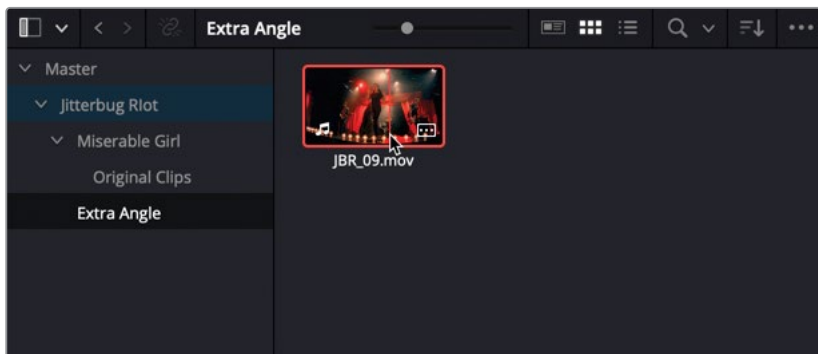 Extra Angle
Master
Jitterbug RIot
Miserable Girl
Original Clips
Extra Angle
JBR_09.mov